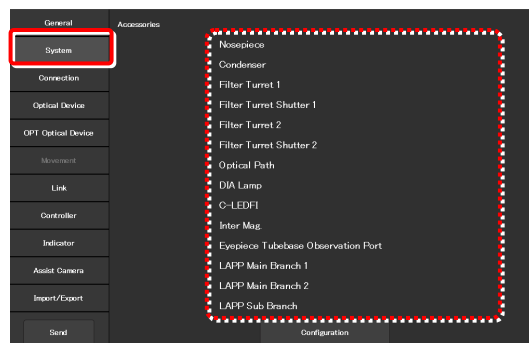 General
System
Connection
Optical Device
OPT Optical Device
Movement
Link
Controller
Indicator
Assist Camera
Import/Export
Send
Accessories
Nosepiece
Condenser
Filter Turret 1
Filter Turret Shutter 1
Filter Turret 2
Filter Turret Shutter 2
Optical Path
DIA Lamp
C-LEDFI
Inter Mag.
Eyepiece Tubebase Observation Port
LAPP Main Branch 1
LAPP Main Branch 2
LAPP Sub Branch
Configuration